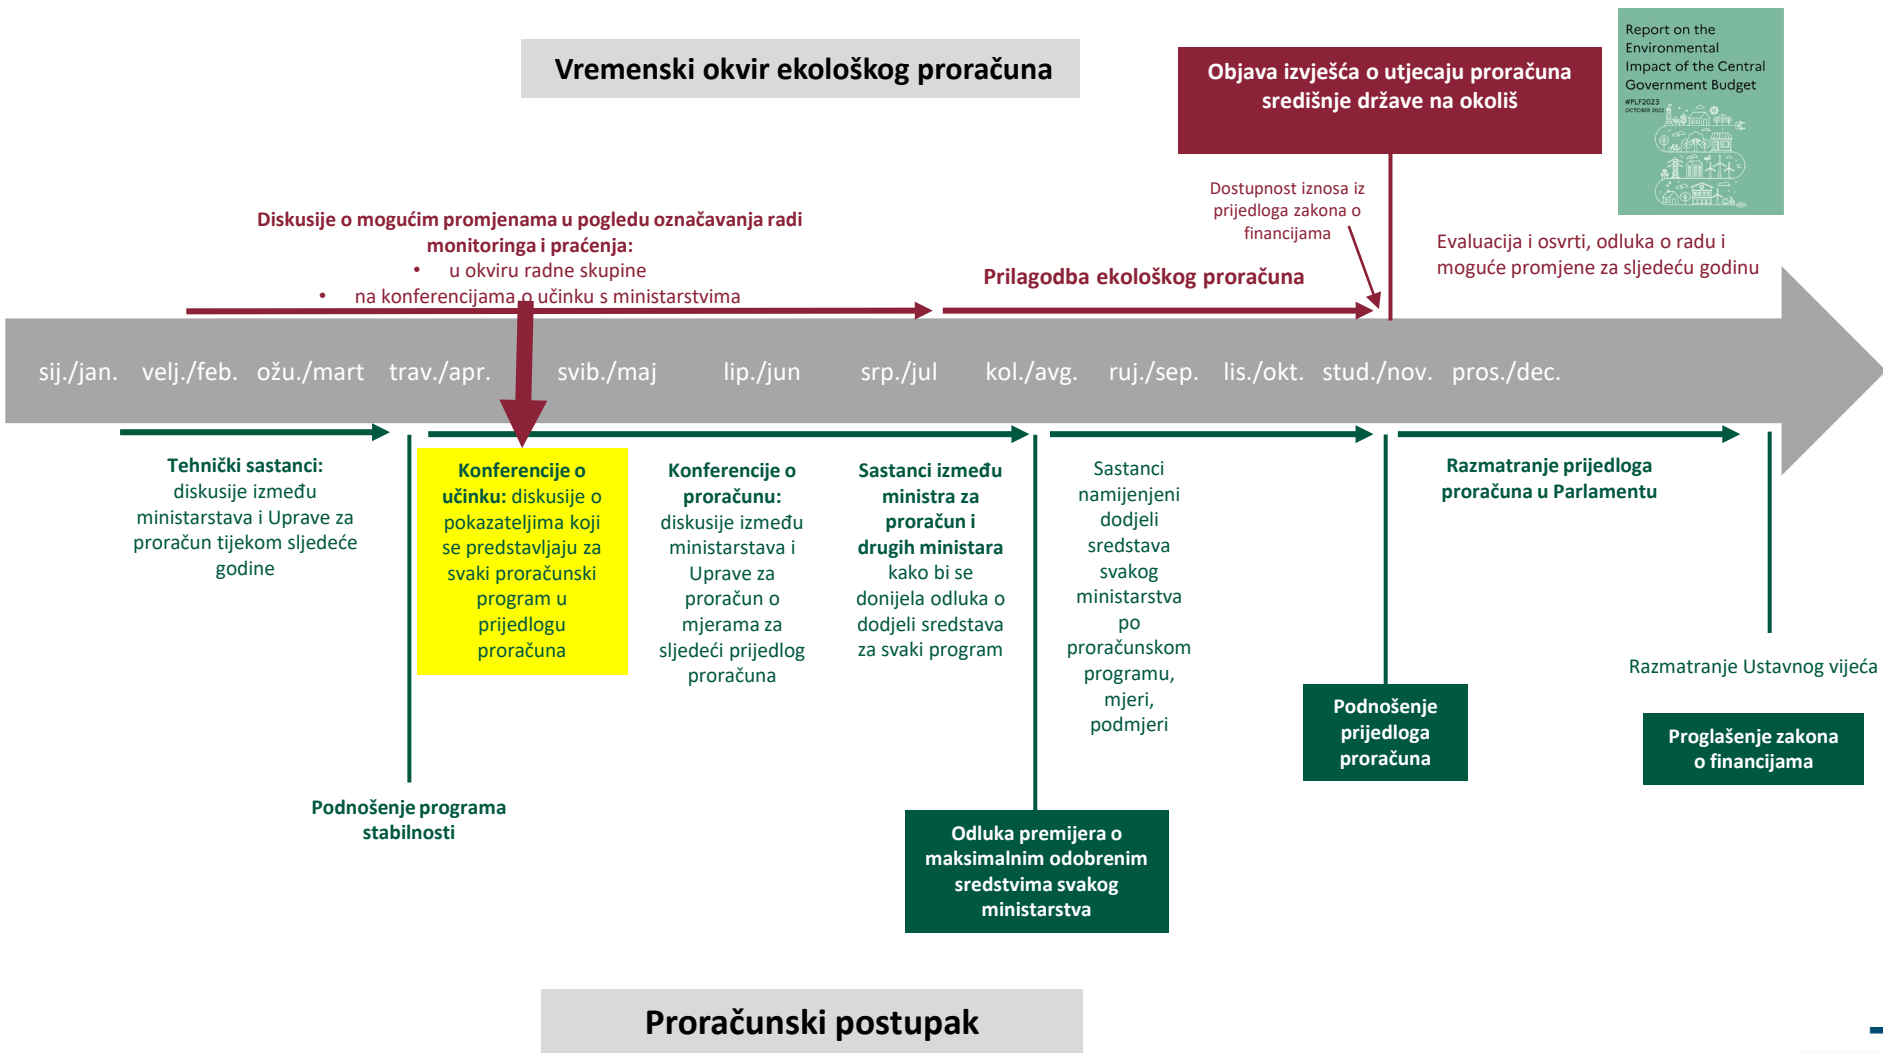 Vremenski okvir ekološkog proračuna
Objava izvješća o utjecaju proračuna
središnje države na okoliš
Report on the
Environmental
Impact of the Central
Government Budget
#PLF2023
OCTOBER 2022
Dostupnost iznosa iz
prijedloga zakona o
financijama
Diskusije o mogućim promjenama u pogledu označavanja radi
monitoringa i praćenja:
• u okviru radne skupine
• na konferencijama o učinku s ministarstvima
Prilagodba ekološkog proračuna
Evaluacija i osvrti, odluka o radu i
moguće promjene za sljedeću godinu
sij./jan. velj./feb. ožu./mart trav./apr. svib./maj lip./jun srp./jul kol./avg. ruj./sep. lis./okt. stud./nov. pros./dec.
Tehnički sastanci:
diskusije između
ministarstava i Uprave za
proračun tijekom sljedeće
godine
Konferencije o
učinku: diskusije o
pokazateljima koji
se predstavljaju za
svaki proračunski
program u
prijedlogu
proračuna
Konferencije o
proračunu:
diskusije između
ministarstava i
Uprave za
proračun o
mjerama za
sljedeći prijedlog
proračuna
Sastanci između
ministra za
proračun i
drugih ministara
kako bi se
donijela odluka o
dodjeli sredstava
za svaki program
Sastanci
namijenjeni
dodjeli
sredstava
svakog
ministarstva
po
proračunskom
programu,
mjeri,
podmjeri
Razmatranje prijedloga
proračuna u Parlamentu
Razmatranje Ustavnog vijeća
Podnošenje
prijedloga
proračuna
Proglašenje zakona
o financijama
Podnošenje programa
stabilnosti
Odluka premijera o
maksimalnim odobrenim
sredstvima svakog
ministarstva
Proračunski postupak